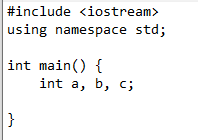 #include <iostream>
using namespace std;

int main() {
    int a, b, c;

}